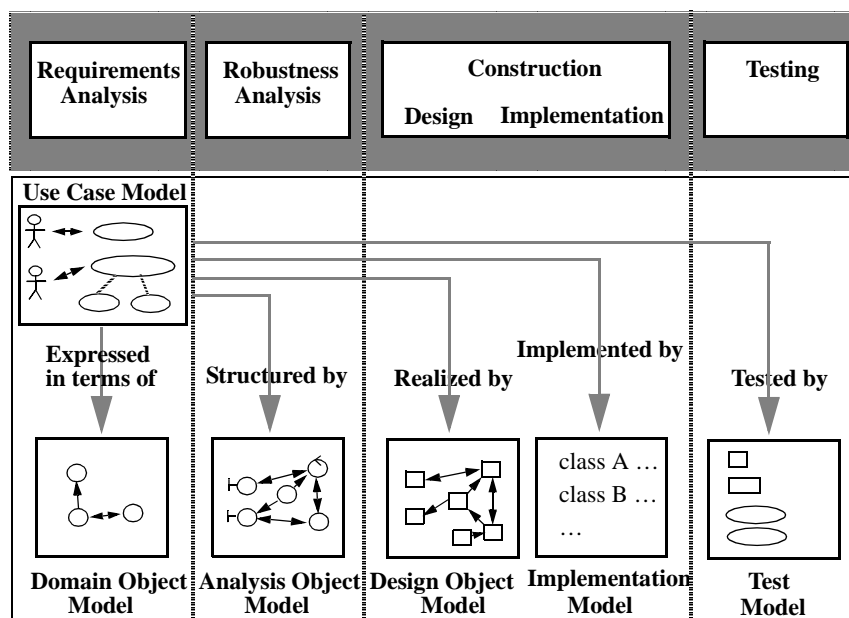 Requirements
Analysis
Robustness
Analysis
Construction
Design Implementation
Testing
Use Case Model
Expressed
in terms of
Structured by
Realized by
Implemented by
Tested by
class A …
class B …
…
Domain Object
Model
Analysis Object
Model
Design Object
Model
Implementation
Model
Test
Model